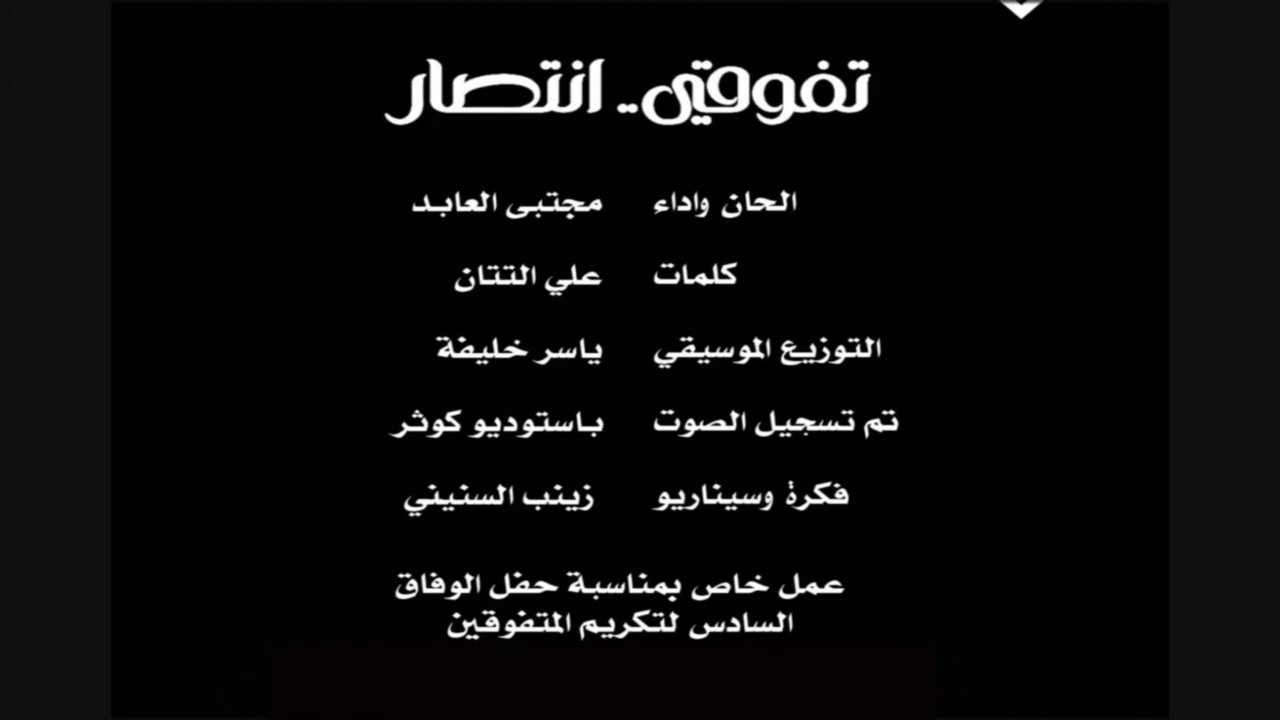 تفوقي.. انتصار
الحان واداء مجتبى العابد
كلمات علي التتان
التوزيع الموسيقي ياسر خليفة
تم تسجيل الصوت باستوديو كوثر
فكرة وسيناريو زينب السنيني
عمل خاص بمناسبة حفل الوفاق
السادس لتكريم المتفوقين